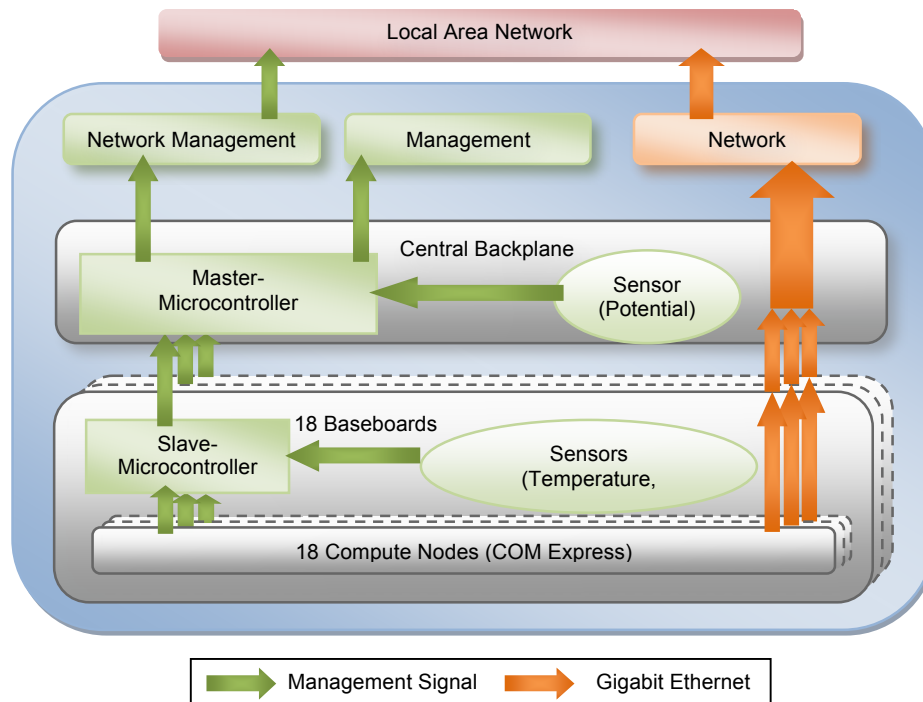 Local Area Network
Network Management
Management
Network
Central Backplane
Master-
Microcontroller
Sensor
(Potential)
18 Baseboards
Slave-
Microcontroller
Sensors
(Temperature,
18 Compute Nodes (COM Express)
Management Signal
Gigabit Ethernet